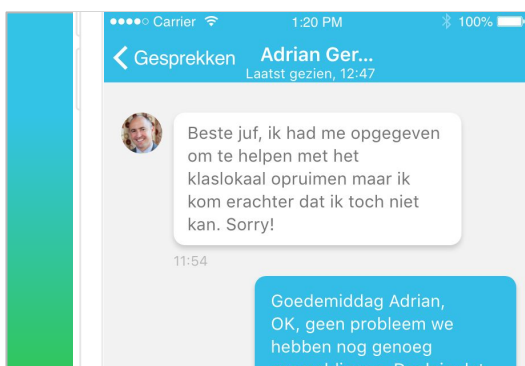 Carrier 1:20 PM 100%
Gesprekken Adrian Ger...
Laatst gezien, 12:47
Beste juf, ik had me opgegeven
om te helpen met het
klaslokaal opruimen maar ik
kom erachter dat ik toch niet
kan. Sorry!
11:54
Goedemiddag Adrian,
OK, geen probleem we
hebben nog genoeg